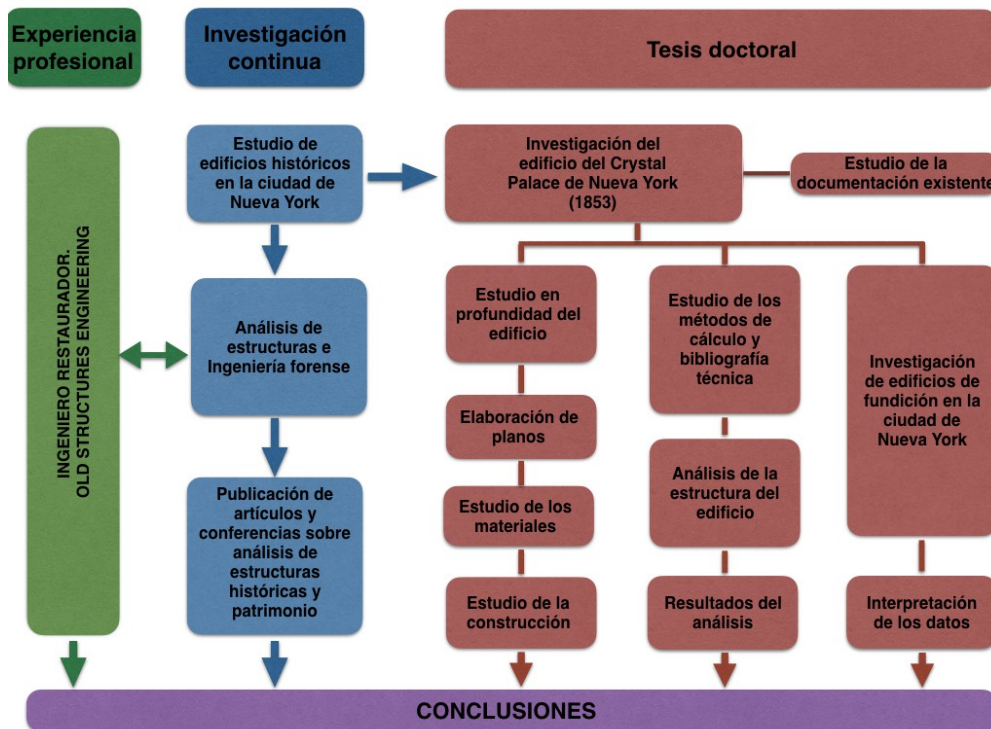 Experiencia
profesional
Investigación
continua
Tesis doctoral
INGENIERO RESTAURADOR.
OLD STRUCTURES ENGINEERING
Estudio de
edificios históricos
en la ciudad de
Nueva York
Análisis de
estructuras e
Ingeniería forense
Publicación de
artículos y
conferencias sobre
análisis de
estructuras
históricas y
patrimonio
Investigación del
edificio del Crystal
Palace de Nueva York
(1853)
Estudio de la
documentación existente
Estudio en
profundidad del
edificio
Elaboración de
planos
Estudio de los
materiales
Estudio de la
construcción
Estudio de los
métodos de
cálculo y
bibliografía
técnica
Análisis de la
estructura del
edificio
Resultados del
análisis
Investigación
de edificios de
fundición en la
ciudad de
Nueva York
Interpretación
de los datos
CONCLUSIONES